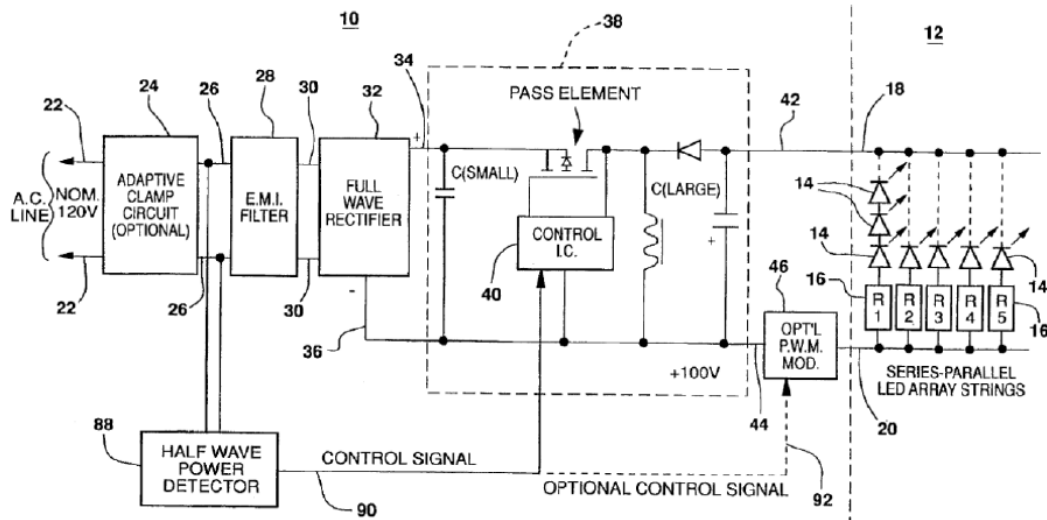 10
12
38
24
26
28
30
32
34
22
PASS ELEMENT
42
18
A.C. LINE
NOM. 120V
ADAPTIVE
CLAMP
CIRCUIT
(OPTIONAL)
E.M.I.
FILTER
FULL
WAVE
RECTIFIER
+
C(SMALL)
CONTROL
I.C.
40
C(LARGE)
+
14
14
14
46
16
R
1
R
2
R
3
R
4
R
5
16
22
26
30
-
36
OPT'L
P.W.M.
MOD.
+100V
44
SERIES-PARALLEL
LED ARRAY STRINGS
20
88
HALF WAVE
POWER
DETECTOR
CONTROL SIGNAL
90
OPTIONAL CONTROL SIGNAL
92